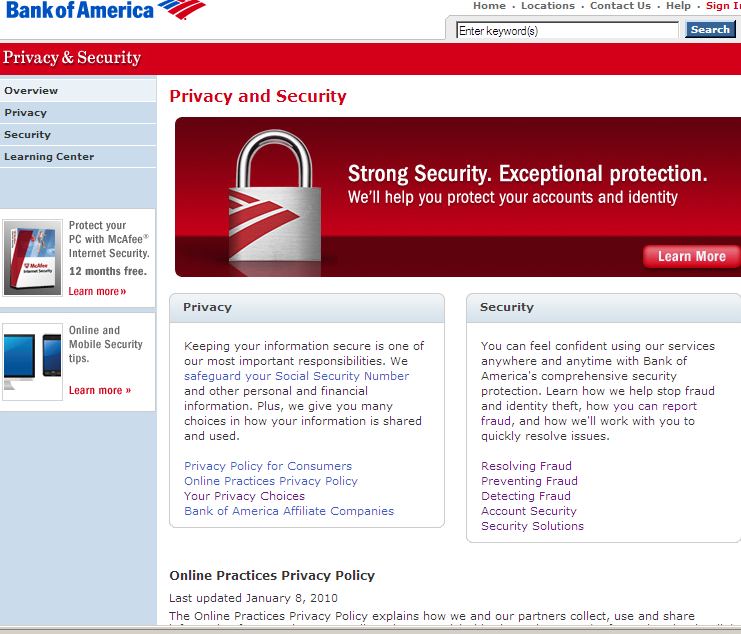 Bank of America
Home · Locations · Contact Us · Help · Sign I
Enter keyword(s)
Search
Privacy & Security
Overview
Privacy
Security
Learning Center
Protect your
PC with McAfee®
Internet Security.
12 months free.
Learn more»
McAfee
Internet Security
Online and
Mobile Security
tips.
Learn more »
Privacy and Security
Strong Security. Exceptional protection.
We'll help you protect your accounts and identity
Learn More
Privacy
Keeping your information secure is one of
our most important responsibilities. We
safeguard your Social Security Number
and other personal and financial
information. Plus, we give you many
choices in how your information is shared
and used.
Privacy Policy for Consumers
Online Practices Privacy Policy
Your Privacy Choices
Bank of America Affiliate Companies
Security
You can feel confident using our services
anywhere and anytime with Bank of
America's comprehensive security
protection. Learn how we help stop fraud
and identity theft, how you can report
fraud, and how we'll work with you to
quickly resolve issues.
Resolving Fraud
Preventing Fraud
Detecting Fraud
Account Security
Security Solutions
Online Practices Privacy Policy
Last updated January 8, 2010
The Online Practices Privacy Policy explains how we and our partners collect, use and share